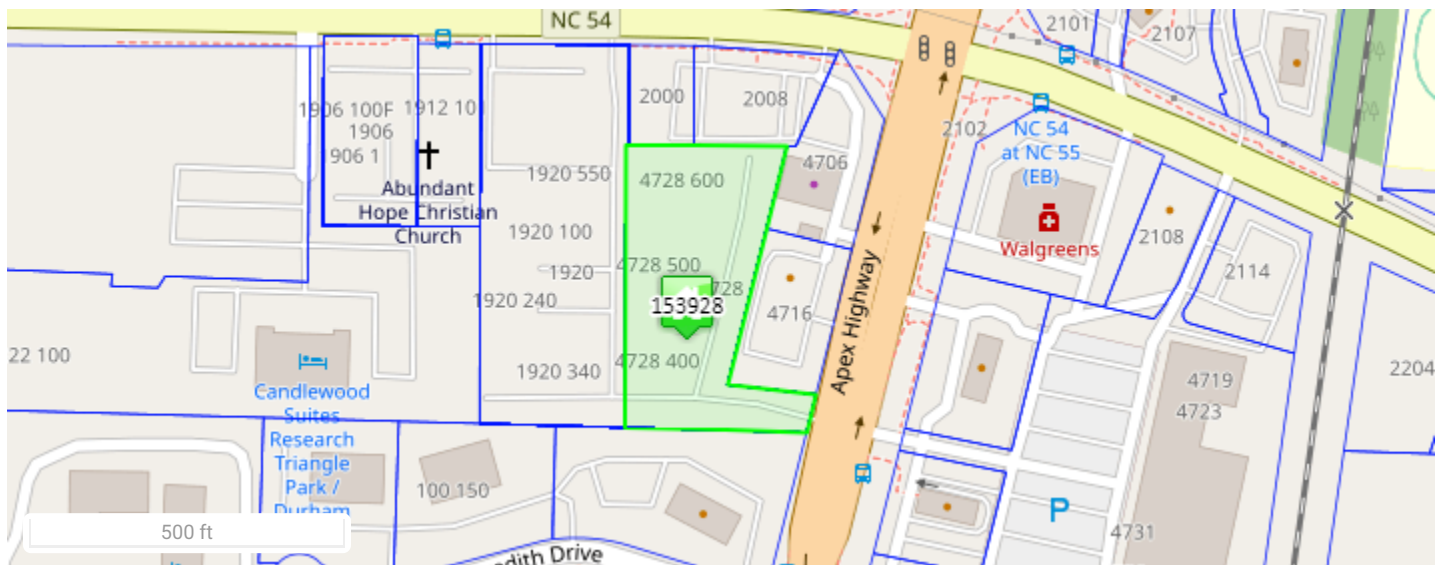 NC 54
2101
2107
1906 100F
1912 10
1906
906 1
Abundant
Hope Christian
Church
2000
2008
2102
NC 54
at NC 55
(EB)
4706
1920 550
4728 600
Walgreens
2108
1920 100
4728 500
1920
728
2114
1920 240
153928
4716
Apex Highway
22 100
1920 340
4728 400
4719
2204
Candlewood
Suites
Research
Triangle
Park /
Durham
4723
100 150
P
4731
500 ft
edith Drive